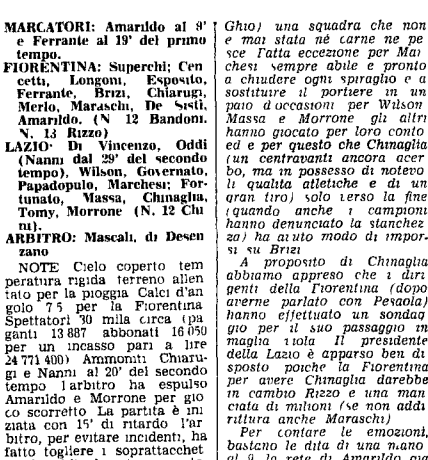 MARCATORI: Amarildo al 9'
e Ferrante al 19' del primo
tempo.
FIORENTINA: Superchi; Cen
cetti, Longoni, Esposito,
Ferrante, Brizi, Chiarugi,
Merlo, Maraschi, De Sisti,
Amarildo. (N 12 Bandoni.
N. 13 Rizzo)
LAZIO: Di Vincenzo, Oddi
(Nanni dal 29' del secondo
tempo), Wilson, Governato,
Papadopulo, Marchesi; For-
tunato, Massa, Chinaglia,
Tomy, Morrone (N. 12 Cin
ni).
ARBITRO: Mascali, di Desen
zano
NOTE Cielo coperto tem
peratura rigida terreno allen
tato per la pioggia Calci d'an
golo 7 5 per la Fiorentina
Spettatori 30 mila circa (pa
ganti 13 887 abbonati 16 050
per un incasso pari a lire
24 771 400) Ammoniti Chiaru-
gi e Nanni al 20' del secondo
tempo l arbitro ha espulso
Amarildo e Morrone per gio
co scorretto La partita è ini
ziata con 15' di ritardo l'ar
bitro, per evitare incidenti, ha
fatto togliere i soprattacchet
Ghio) una squadra che non
e mai stata né carne ne pe
sce Fatta eccezione per Mar
chesi sempre abile e pronto
a chiudere ogni spiraglio e a
sostituire il portiere in un
paio d occasioni per Wilson
Massa e Morrone gli altri
hanno giocato per loro conto
ed e per questo che Chinaglia
(un centravanti ancora acer
bo, ma in possesso di notevo
li qualita atletiche e di un
gran tiro) solo verso la fine
(quando anche i campioni
hanno denunciato la stanchez
za) ha avuto modo di impor-
si su Brizi
A proposito di Chinaglia
abbiamo appreso che i diri
genti della Fiorentina (dopo
averne parlato con Pesaola)
hanno effettuato un sondag
gio per il suo passaggio in
maglia viola Il presidente
della Lazio è apparso ben di
sposto poiche la Fiorentina
per avere Chinaglia darebbe
in cambio Rizzo e una man
ciata di milioni (se non addi
rittura anche Maraschi)
Per contare le emozioni,
bastano le dita di una mano
al 9 la rete di Amarildo